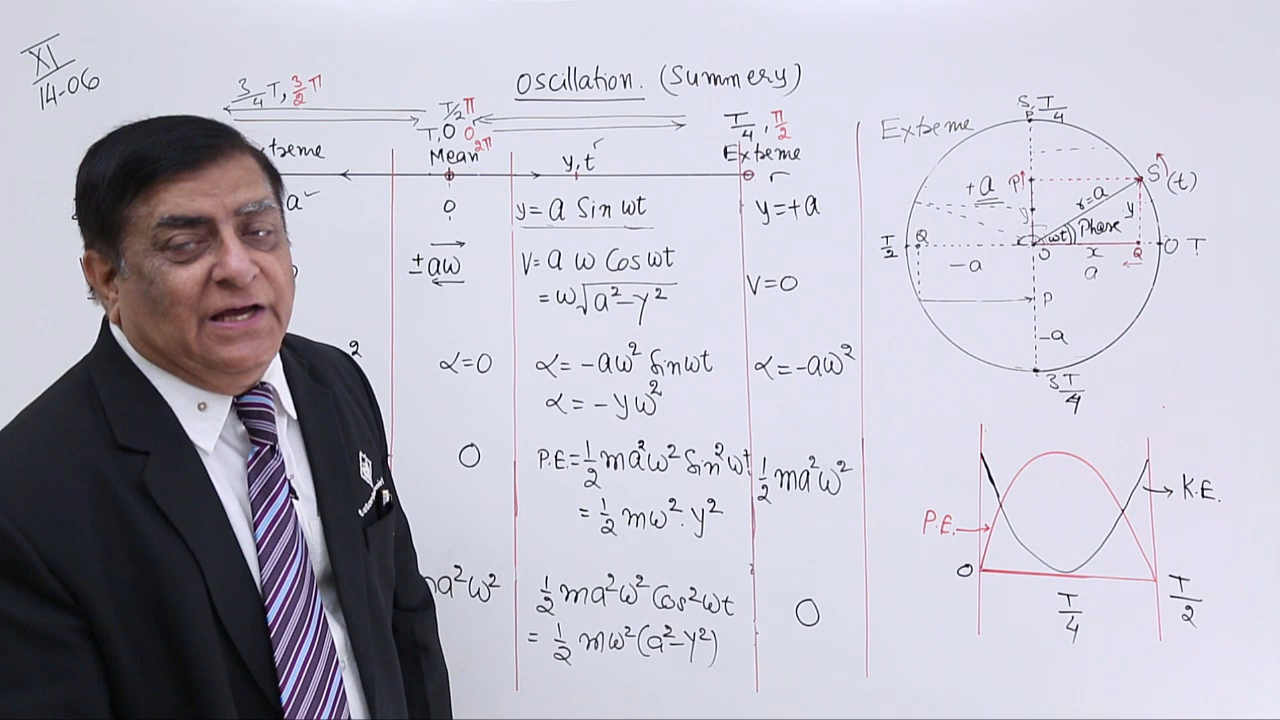 XI
14-06
Oscillation. (Summery)
3/4 T, 3/2 π
T/2 π
T, 0 0 2π
T/4, π/2
treme
Mean
y, t
Extreme
a
0
y = a Sin ωt
y = +a
± aω
V = a ω Cos ωt
= ω√(a² - y²)
V = 0
2
α = 0
α = -aω² Sin ωt
α = -yω²
α = -aω²
0
P.E. = 1/2 ma²ω² Sin² ωt
= 1/2 mω². y²
1/2 ma²ω²
ma²ω²
1/2 ma²ω² Cos² ωt
= 1/2 mω² (a² - y²)
0
Extreme
S, T/4
P
+a
P
r = a
S (t)
y
y
ωt
Phase
T/2
Q
O
x
Q
O T
-a
a
P
-a
3T/4
K.E.
P.E.
0
T/4
T/2